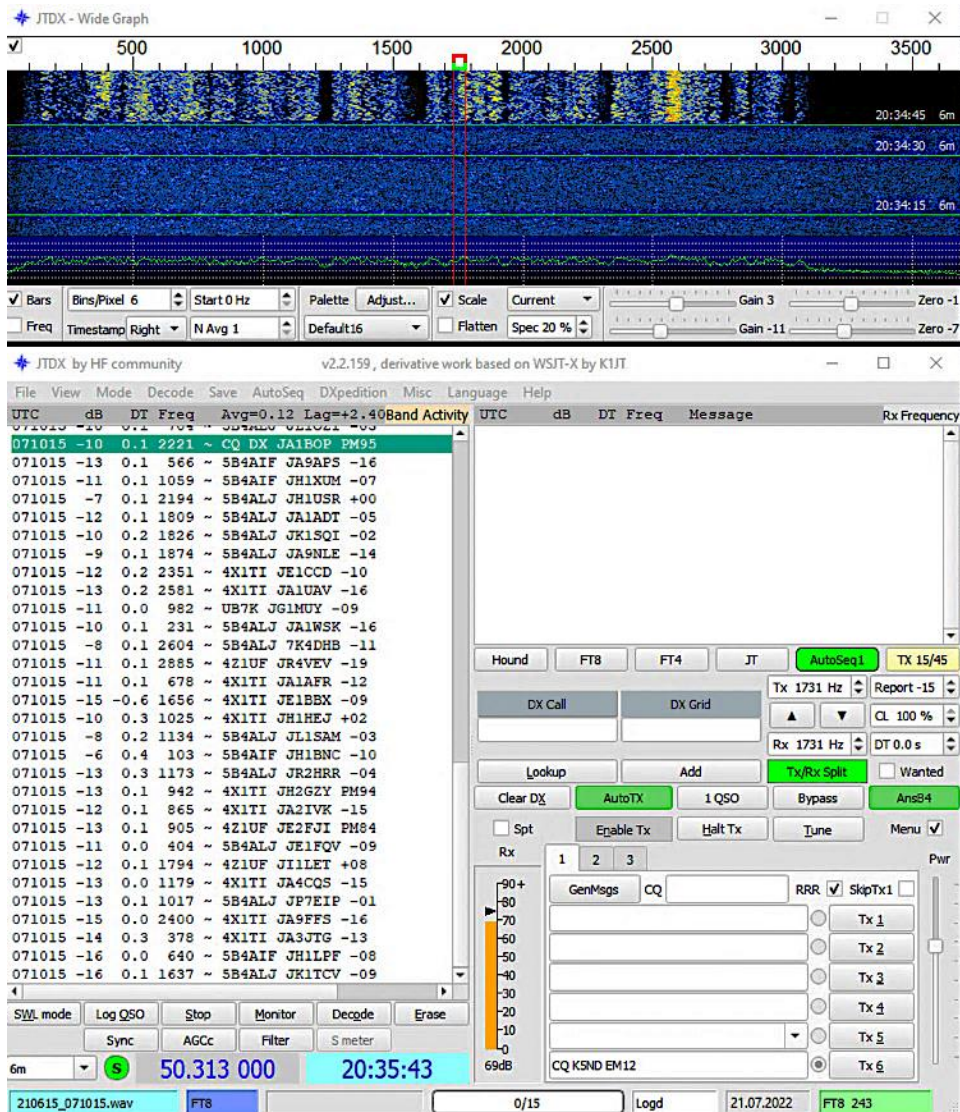 JTDX - Wide Graph
500 1000 1500 2000 2500 3000 3500
20:34:45 6m
20:34:30 6m
20:34:15 6m
Bars Bins/Pixel 6 Start 0 Hz Palette Adjust... Scale Current Gain 3 Zero -1
Freq Timestamp Right N Avg 1 Default16 Flatten Spec 20 % Gain -11 Zero -7
JTDX by HF community v2.2.159 , derivative work based on WSJT-X by K1JT
File View Mode Decode Save AutoSeq DXpedition Misc Language Help
UTC dB DT Freq Avg=0.12 Lag=+2.40 Band Activity UTC dB DT Freq Message Rx Frequency
071015 -10 0.1 2221 ~ CQ DX JA1BOP PM95
071015 -13 0.1 566 ~ 5B4AIF JA9APS -16
071015 -11 0.1 1059 ~ 5B4AIF JH1XUM -07
071015 -7 0.1 2194 ~ 5B4ALJ JH1USR +00
071015 -12 0.1 1809 ~ 5B4ALJ JA1ADT -05
071015 -10 0.2 1826 ~ 5B4ALJ JK1SQI -02
071015 -9 0.1 1874 ~ 5B4ALJ JA9NLE -14
071015 -12 0.2 2351 ~ 4X1TI JE1CCD -10
071015 -13 0.2 2581 ~ 4X1TI JA1UAV -16
071015 -11 0.0 982 ~ UB7K JG1MUY -09
071015 -10 0.1 231 ~ 5B4ALJ JA1WSK -16
071015 -8 0.1 2604 ~ 5B4ALJ 7K4DHB -11
071015 -11 0.1 2885 ~ 4Z1UF JR4VEV -19
071015 -11 0.1 678 ~ 4X1TI JA1AFR -12
071015 -15 -0.6 1656 ~ 4X1TI JE1BBX -09
071015 -10 0.3 1025 ~ 4X1TI JH1HEJ +02
071015 -8 0.2 1134 ~ 5B4ALJ JL1SAM -03
071015 -6 0.4 103 ~ 5B4AIF JH1BNC -10
071015 -13 0.3 1173 ~ 5B4ALJ JR2HRR -04
071015 -13 0.1 942 ~ 4X1TI JH2GZY PM94
071015 -12 0.1 865 ~ 4X1TI JA2IVK -15
071015 -13 0.1 905 ~ 4Z1UF JE2FJI PM84
071015 -11 0.0 404 ~ 5B4ALJ JE1FQV -09
071015 -12 0.1 1794 ~ 4Z1UF JI1LET +08
071015 -13 0.0 1179 ~ 4X1TI JA4CQS -15
071015 -13 0.1 1017 ~ 5B4ALJ JP7EIP -01
071015 -15 0.0 2400 ~ 4X1TI JA9FFS -16
071015 -14 0.3 378 ~ 4X1TI JA3JTG -13
071015 -16 0.0 640 ~ 5B4AIF JH1LPF -08
071015 -16 0.1 1637 ~ 5B4ALJ JK1TCV -09
Hound FT8 FT4 JT AutoSeq1 TX 15/45
DX Call DX Grid Tx 1731 Hz Report -15
CL 100 %
Rx 1731 Hz DT 0.0 s
Lookup Add Tx/Rx Split Wanted
Clear DX AutoTX 1 QSO Bypass AnsB4
Spt Enable Tx Halt Tx Tune Menu
Rx 1 2 3 Pwr
GenMsgs CQ RRR SkipTx1
90+
80
70
60
50
40
30
20
10
0
69dB
Tx 1
Tx 2
Tx 3
Tx 4
Tx 5
CQ K5ND EM12 Tx 6
SWL mode Log QSO Stop Monitor Decode Erase
Sync AGCc Filter S meter
6m S 50.313 000 20:35:43
210615_071015.wav FT8 0/15 Logd 21.07.2022 FT8 243